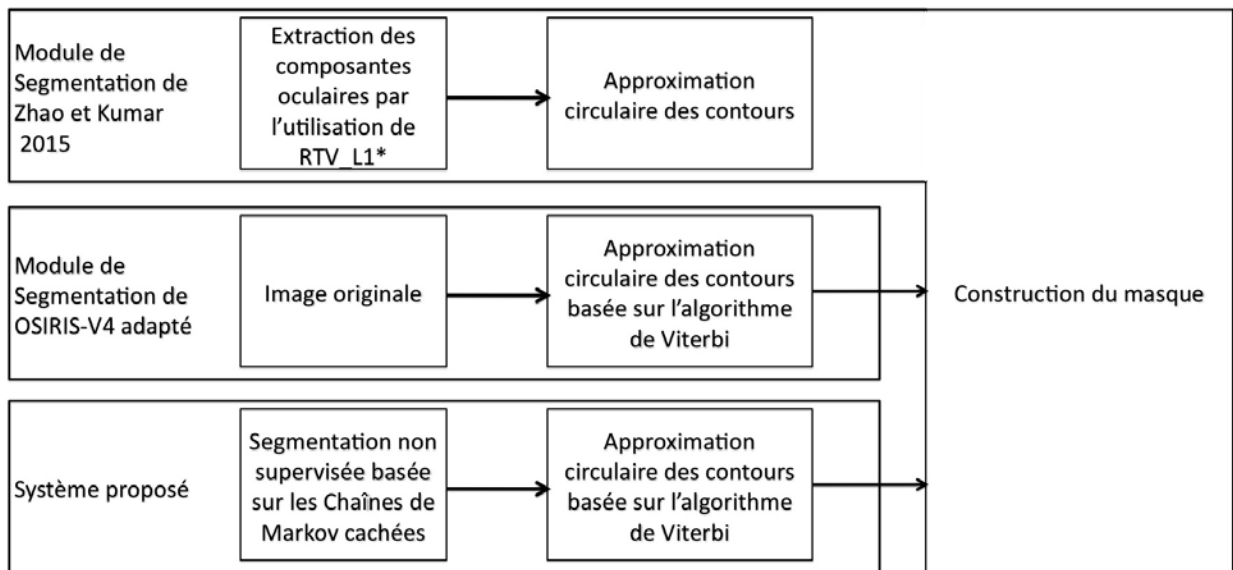 Module de
Segmentation de
Zhao et Kumar
2015
Extraction des
composantes
oculaires par
l’utilisation de
RTV_L1*
Approximation
circulaire des contours
Module de
Segmentation de
OSIRIS-V4 adapté
Image originale
Approximation
circulaire des contours
basée sur l’algorithme
de Viterbi
Construction du masque
Système proposé
Segmentation non
supervisée basée
sur les Chaînes de
Markov cachées
Approximation
circulaire des contours
basée sur l’algorithme
de Viterbi